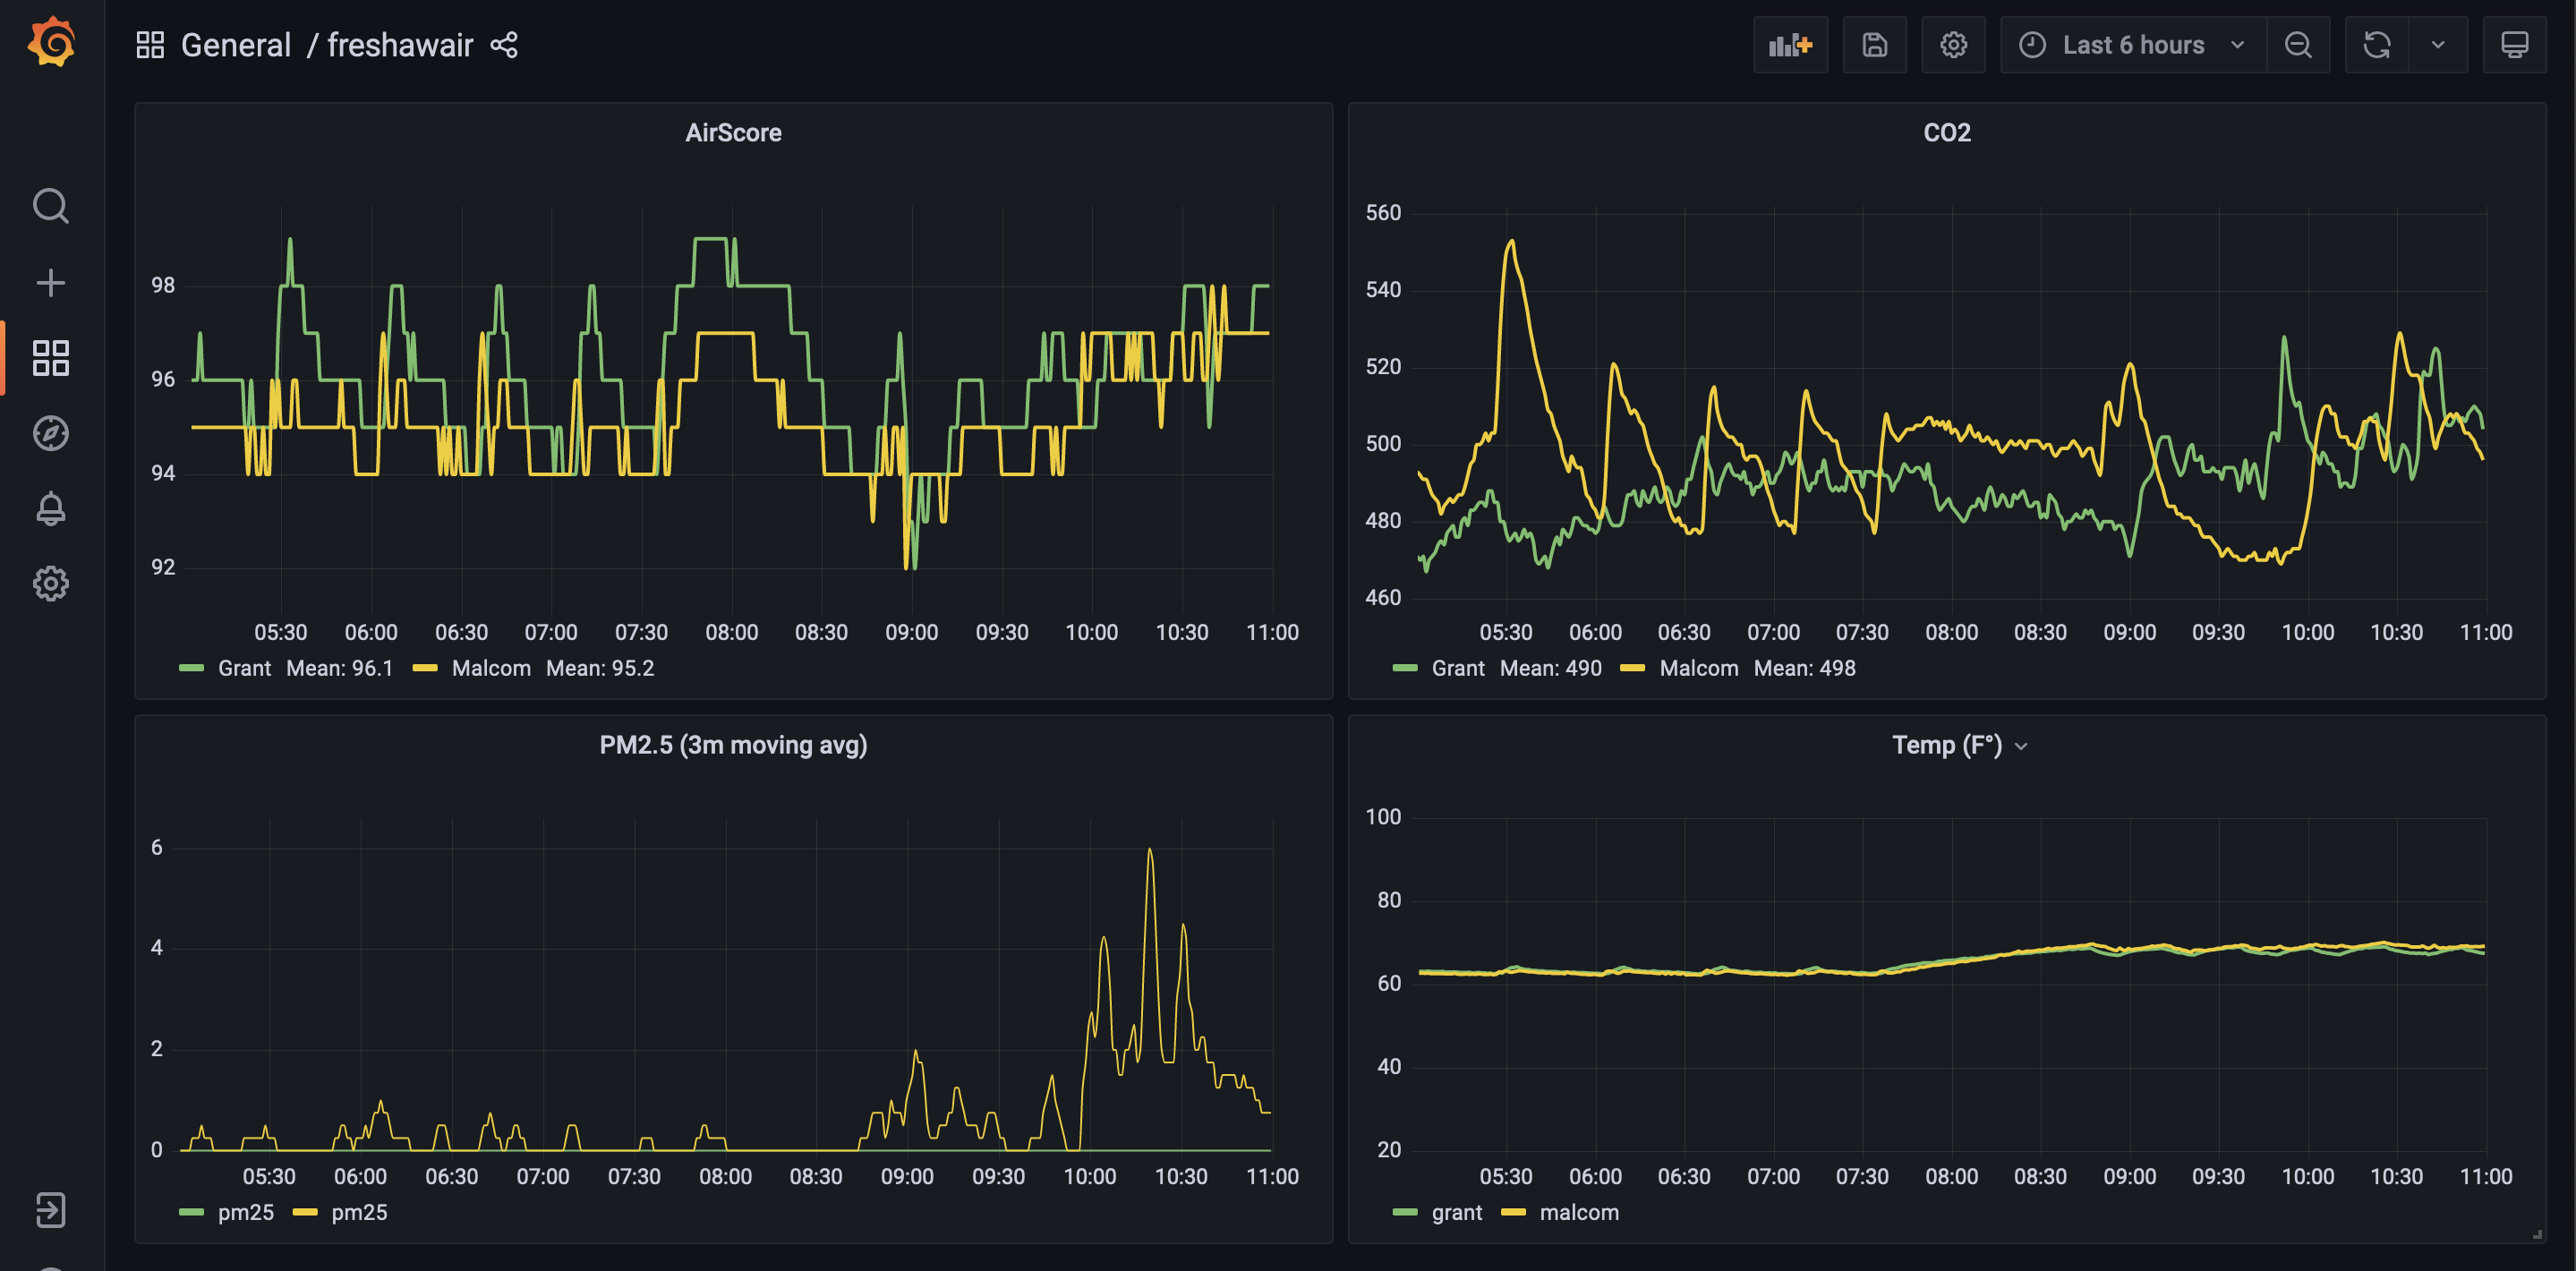 General / freshawair
Last 6 hours
AirScore
98
96
94
92
05:30 06:00 06:30 07:00 07:30 08:00 08:30 09:00 09:30 10:00 10:30 11:00
Grant Mean: 96.1 Malcom Mean: 95.2
CO2
560
540
520
500
480
460
05:30 06:00 06:30 07:00 07:30 08:00 08:30 09:00 09:30 10:00 10:30 11:00
Grant Mean: 490 Malcom Mean: 498
PM2.5 (3m moving avg)
6
4
2
0
05:30 06:00 06:30 07:00 07:30 08:00 08:30 09:00 09:30 10:00 10:30 11:00
pm25 pm25
Temp (F°)
100
80
60
40
20
05:30 06:00 06:30 07:00 07:30 08:00 08:30 09:00 09:30 10:00 10:30 11:00
grant malcom